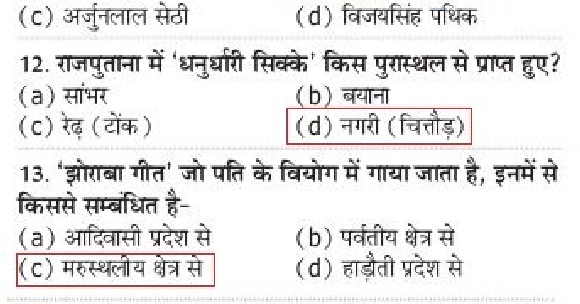 (c) अर्जुनलाल सेठी (d) विजयसिंह पथिक
12. राजपुताना में 'धनुर्धारी सिक्के' किस पुरास्थल से प्राप्त हुए?
(a) सांभर (b) बयाना
(c) रेढ़ (टोंक) (d) नगरी (चित्तौड़)
13. 'झोराबा गीत' जो पति के वियोग में गाया जाता है, इनमें से
किससे सम्बंधित है-
(a) आदिवासी प्रदेश से (b) पर्वतीय क्षेत्र से
(c) मरुस्थलीय क्षेत्र से (d) हाड़ौती प्रदेश से